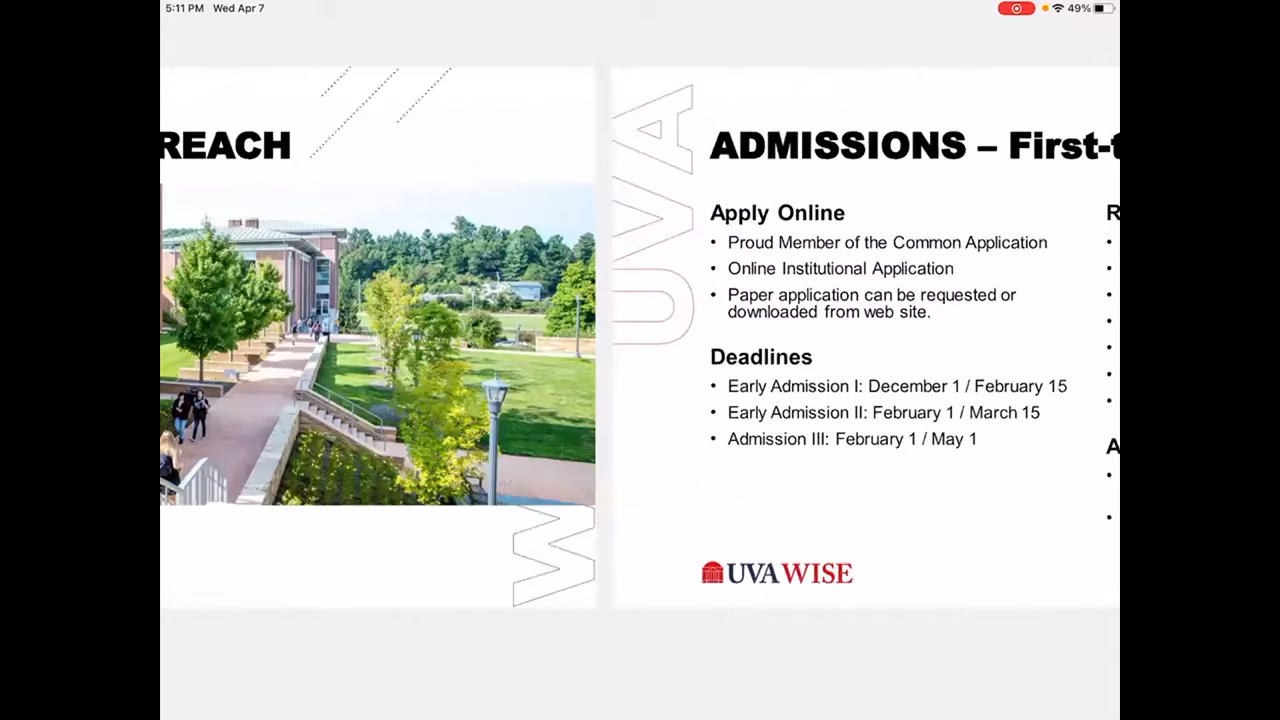 5:11 PM Wed Apr 7
49%
REACH
W
UVA
ADMISSIONS – First-t
Apply Online
• Proud Member of the Common Application
• Online Institutional Application
• Paper application can be requested or
downloaded from web site.
Deadlines
• Early Admission I: December 1 / February 15
• Early Admission II: February 1 / March 15
• Admission III: February 1 / May 1
UVA WISE
R
A